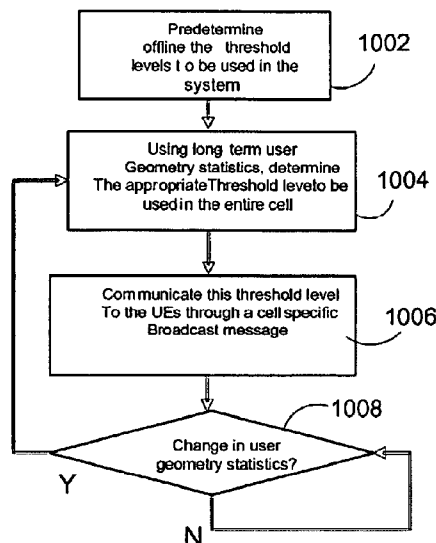 Predetermine
offline the threshold
levels t o be used in the
system
1002
Using long term user
Geometry statistics, determine
The appropriateThreshold leveto be
used in the entire cell
1004
Communicate this threshold level
To the UEs through a cell specific
Broadcast message
1006
1008
Change in user
geometry statistics?
Y
N